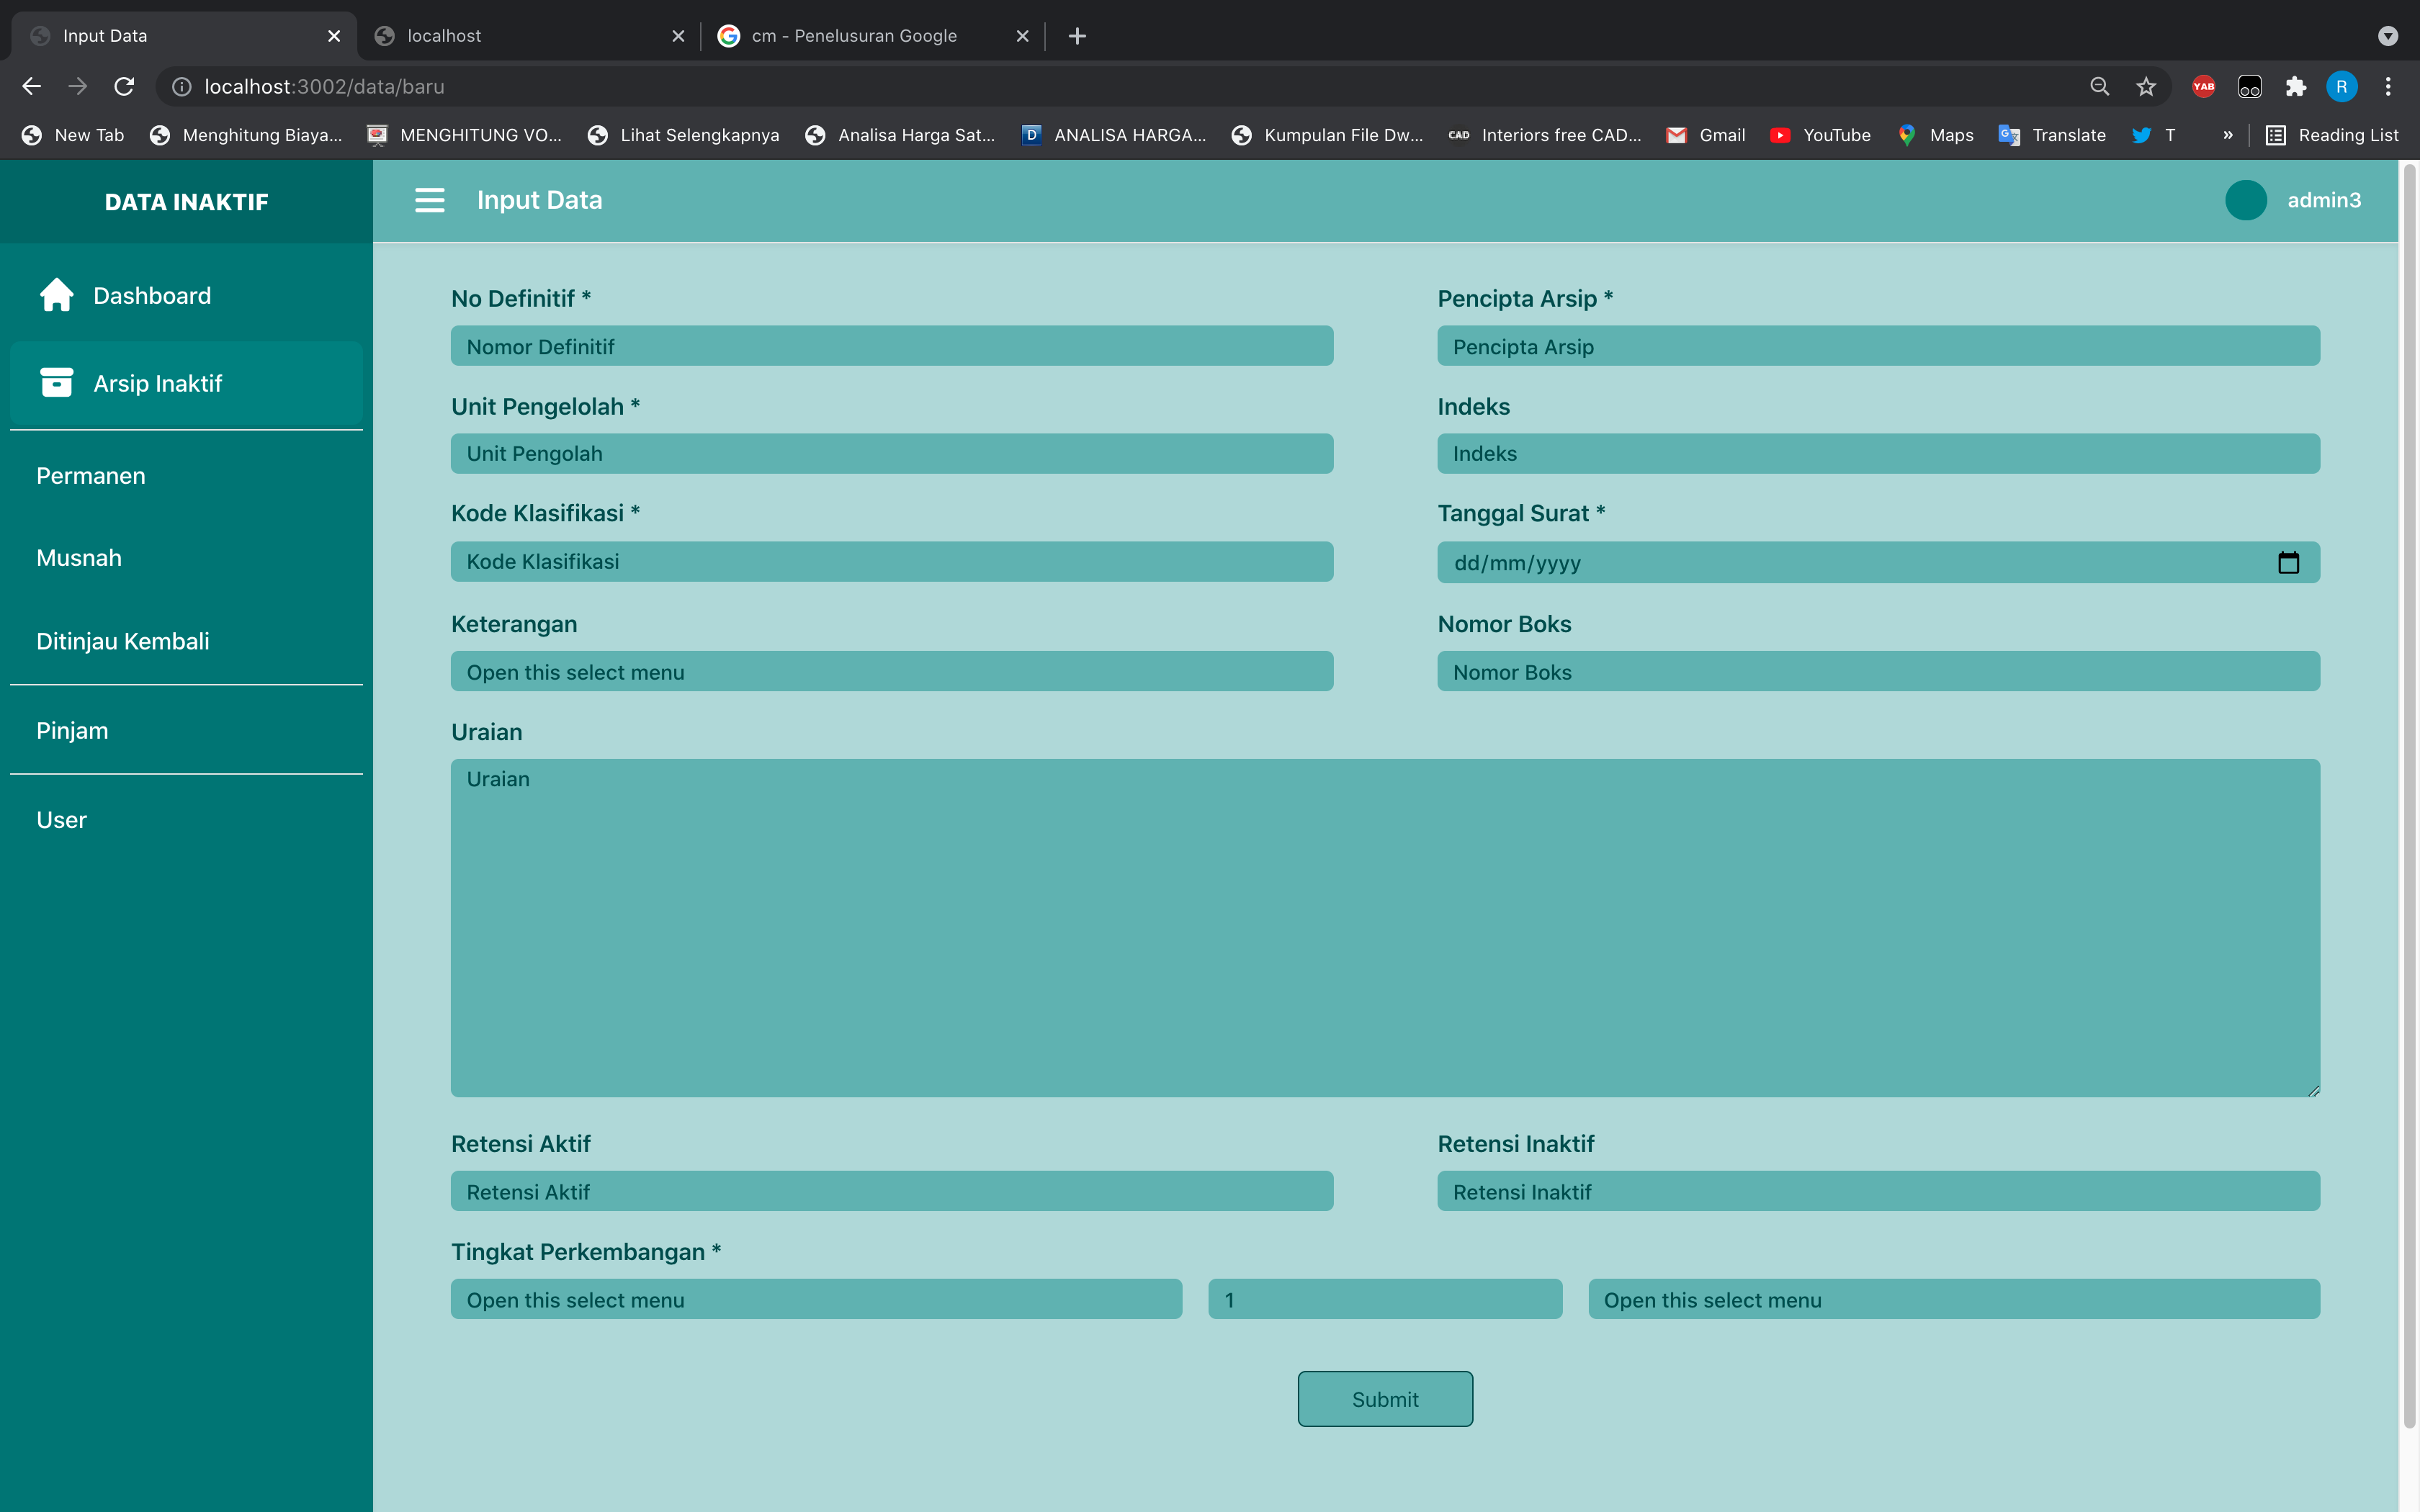 Input Data
localhost
cm - Penelusuran Google
localhost:3002/data/baru
YAB
R
New Tab
Menghitung Biaya...
MENGHITUNG VO...
Lihat Selengkapnya
Analisa Harga Sat...
D
ANALISA HARGA...
Kumpulan File Dw...
CAD
Interiors free CAD...
Gmail
YouTube
Maps
Translate
T
»
Reading List
DATA INAKTIF
Input Data
admin3
Dashboard
Arsip Inaktif
Permanen
Musnah
Ditinjau Kembali
Pinjam
User
No Definitif *
Nomor Definitif
Pencipta Arsip *
Pencipta Arsip
Unit Pengelolah *
Unit Pengolah
Indeks
Indeks
Kode Klasifikasi *
Kode Klasifikasi
Tanggal Surat *
dd/mm/yyyy
Keterangan
Open this select menu
Nomor Boks
Nomor Boks
Uraian
Uraian
Retensi Aktif
Retensi Aktif
Retensi Inaktif
Retensi Inaktif
Tingkat Perkembangan *
Open this select menu
1
Open this select menu
Submit